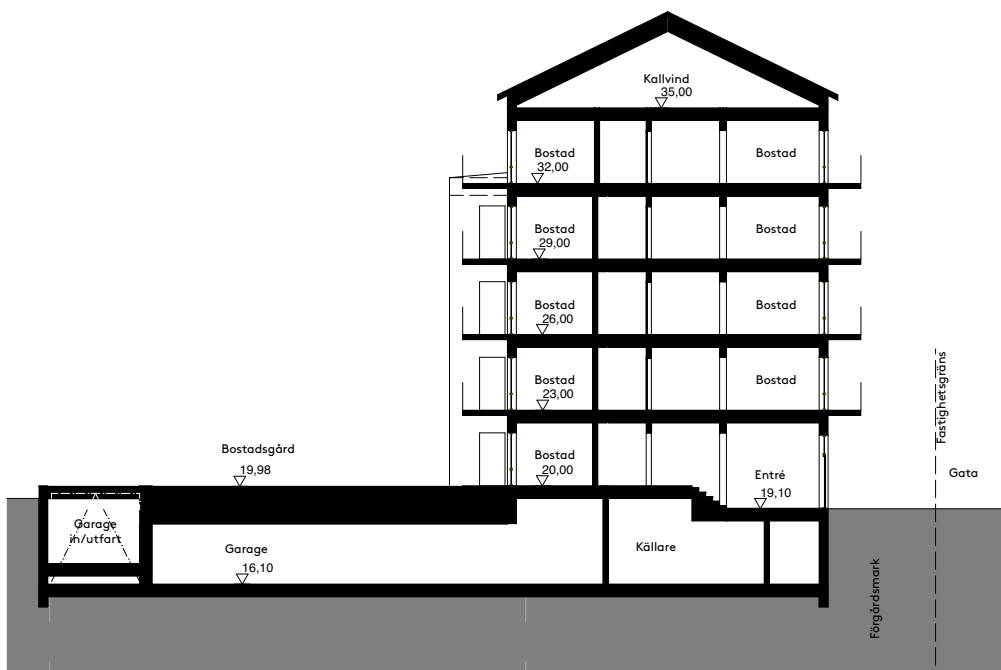 Kallvind
35,00
Bostad
32,00
Bostad
Bostad
29,00
Bostad
Bostad
26,00
Bostad
Bostad
23,00
Bostad
Fastighetsgräns
Bostadsgård
19,98
Bostad
20,00
Entré
19,10
Gata
Garage
in/utfart
Garage
16,10
Källare
Förgårdsmark